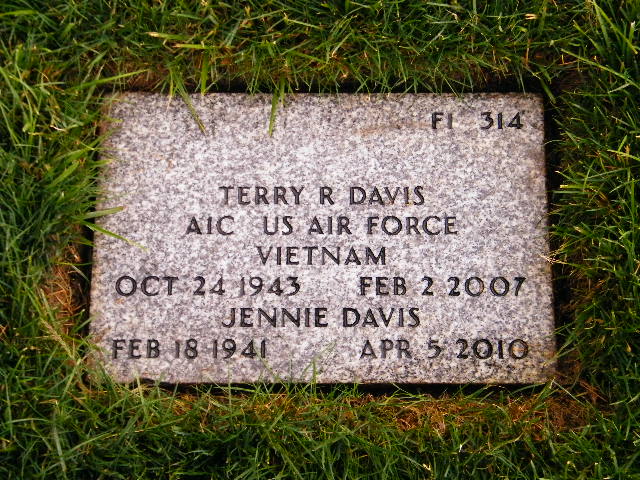 F1 314
TERRY R DAVIS
A1C US AIR FORCE
VIETNAM
OCT 24 1943 FEB 2 2007
JENNIE DAVIS
FEB 18 1941 APR 5 2010